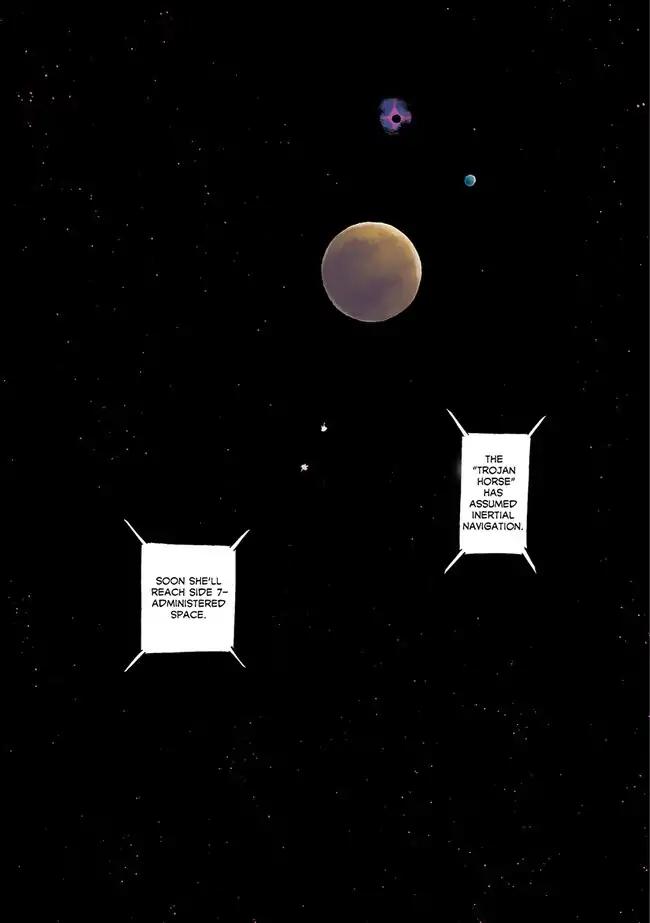 THE
"TROJAN
HORSE"
HAS
ASSUMED
INERTIAL
NAVIGATION.
SOON SHE'LL
REACH SIDE 7-
ADMINISTERED
SPACE.